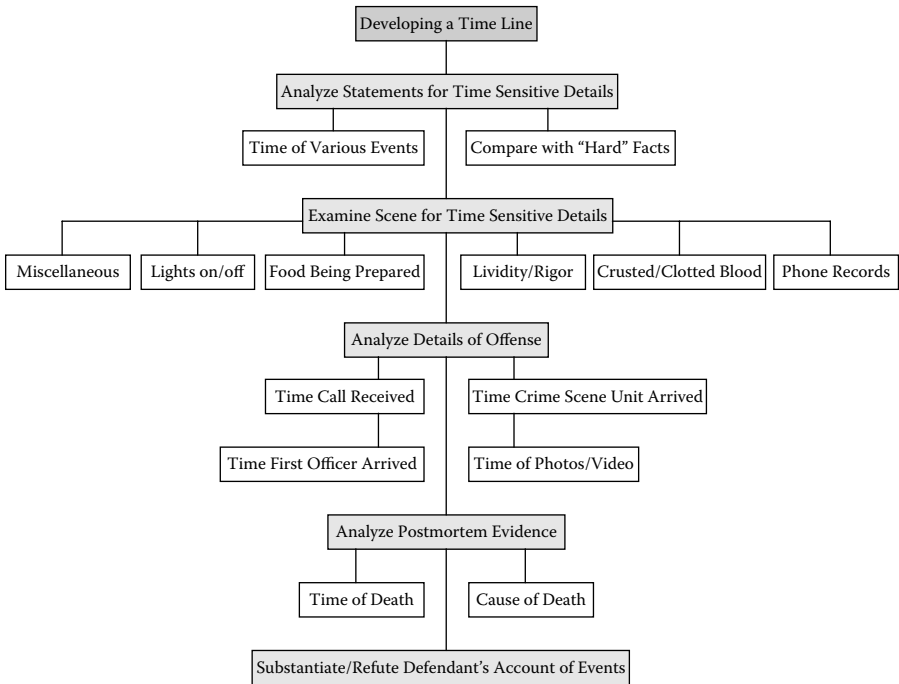 Developing a Time Line
Analyze Statements for Time Sensitive Details
Time of Various Events
Compare with “Hard” Facts
Examine Scene for Time Sensitive Details
Miscellaneous
Lights on/off
Food Being Prepared
Lividity/Rigor
Crusted/Clotted Blood
Phone Records
Analyze Details of Offense
Time Call Received
Time Crime Scene Unit Arrived
Time First Officer Arrived
Time of Photos/Video
Analyze Postmortem Evidence
Time of Death
Cause of Death
Substantiate/Refute Defendant’s Account of Events